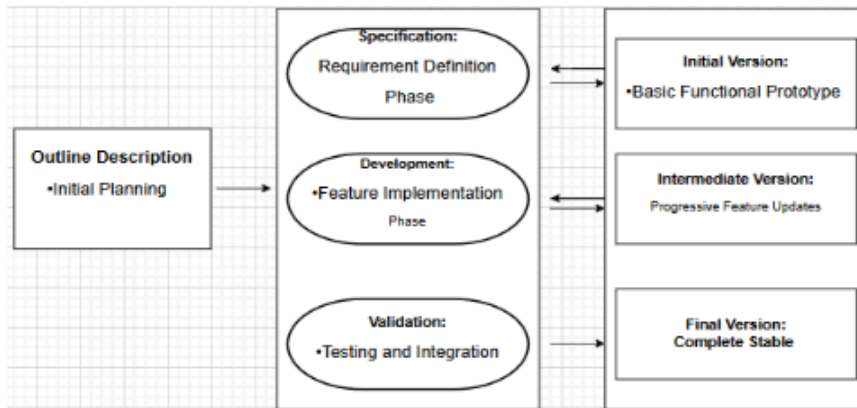 Outline Description
•Initial Planning
Specification:
Requirement Definition
Phase
Development:
•Feature Implementation
Phase
Validation:
•Testing and Integration
Initial Version:
•Basic Functional Prototype
Intermediate Version:
Progressive Feature Updates
Final Version:
Complete Stable